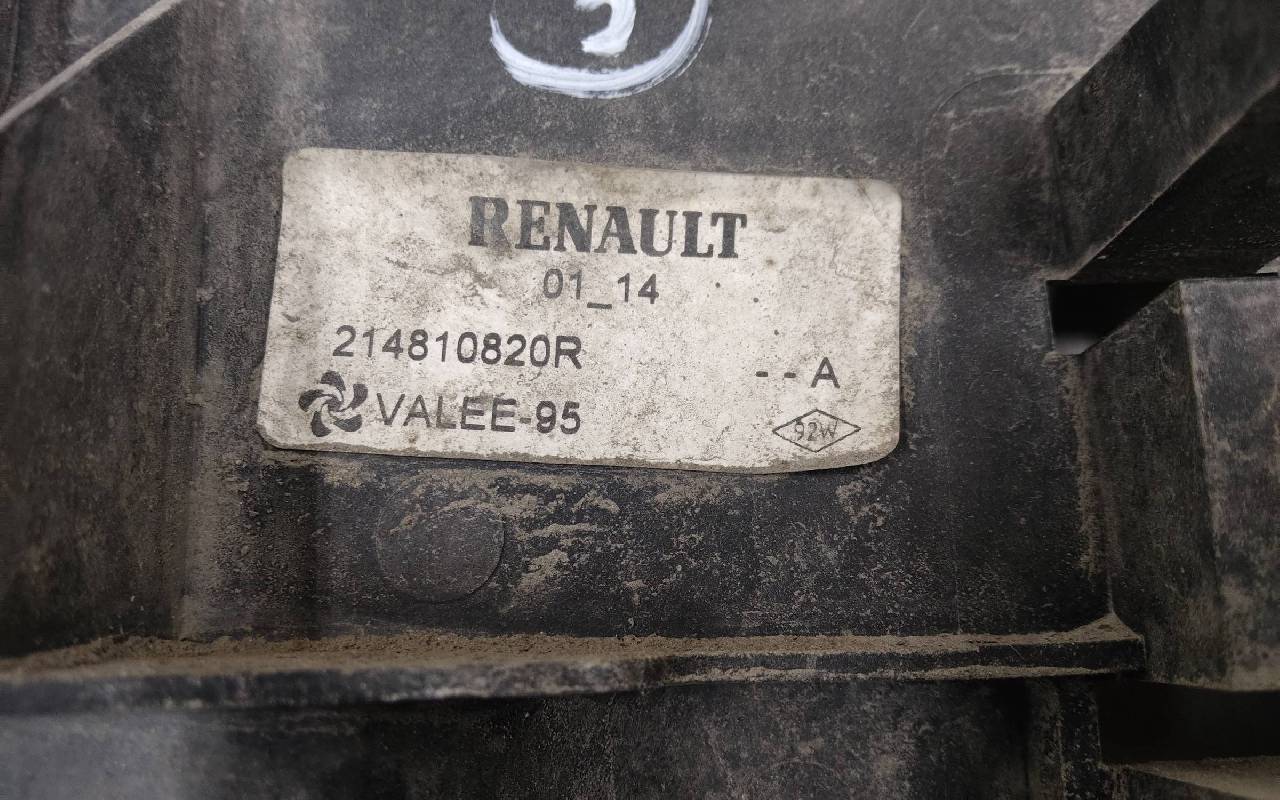 RENAULT
01_14
214810820R
--A
VALEE-95
92W